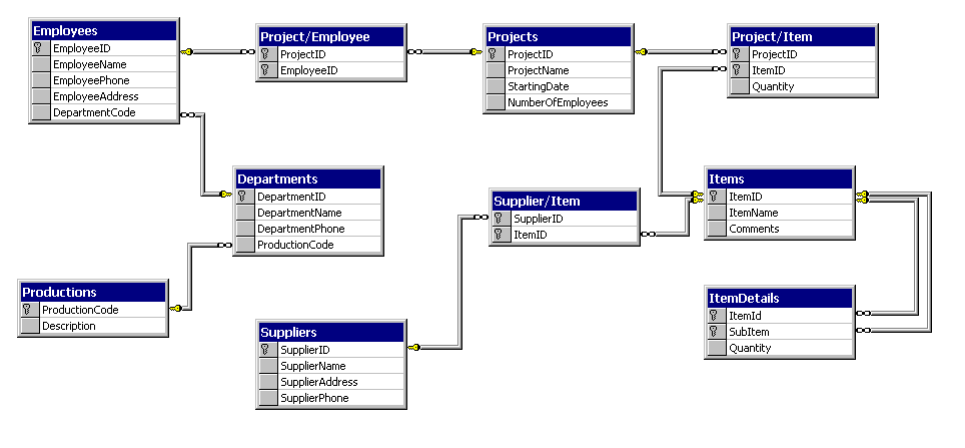 Employees
EmployeeID
EmployeeName
EmployeePhone
EmployeeAddress
DepartmentCode
Project/Employee
ProjectID
EmployeeID
Projects
ProjectID
ProjectName
StartingDate
NumberOfEmployees
Project/Item
ProjectID
ItemID
Quantity
Departments
DepartmentID
DepartmentName
DepartmentPhone
ProductionCode
Supplier/Item
SupplierID
ItemID
Items
ItemID
ItemName
Comments
Productions
ProductionCode
Description
Suppliers
SupplierID
SupplierName
SupplierAddress
SupplierPhone
ItemDetails
ItemId
SubItem
Quantity